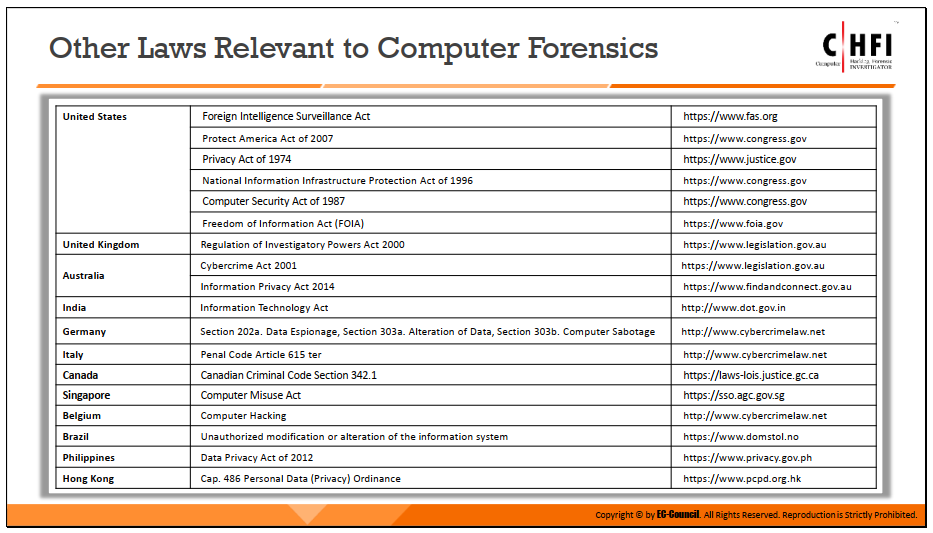 Other Laws Relevant to Computer Forensics
C HFI
Computer Hacking Forensic
INVESTIGATOR
United States Foreign Intelligence Surveillance Act https://www.fas.org
Protect America Act of 2007 https://www.congress.gov
Privacy Act of 1974 https://www.justice.gov
National Information Infrastructure Protection Act of 1996 https://www.congress.gov
Computer Security Act of 1987 https://www.congress.gov
Freedom of Information Act (FOIA) https://www.foia.gov
United Kingdom Regulation of Investigatory Powers Act 2000 https://www.legislation.gov.au
Australia Cybercrime Act 2001 https://www.legislation.gov.au
Information Privacy Act 2014 https://www.findandconnect.gov.au
India Information Technology Act http://www.dot.gov.in
Germany Section 202a. Data Espionage, Section 303a. Alteration of Data, Section 303b. Computer Sabotage http://www.cybercrimelaw.net
Italy Penal Code Article 615 ter http://www.cybercrimelaw.net
Canada Canadian Criminal Code Section 342.1 https://laws-lois.justice.gc.ca
Singapore Computer Misuse Act https://sso.agc.gov.sg
Belgium Computer Hacking http://www.cybercrimelaw.net
Brazil Unauthorized modification or alteration of the information system https://www.domstol.no
Philippines Data Privacy Act of 2012 https://www.privacy.gov.ph
Hong Kong Cap. 486 Personal Data (Privacy) Ordinance https://www.pcpd.org.hk
Copyright © by EC-Council. All Rights Reserved. Reproduction is Strictly Prohibited.